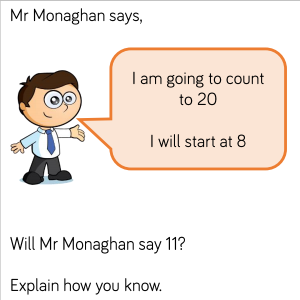 Mr Monaghan says,
I am going to count
to 20
I will start at 8
Will Mr Monaghan say 11?
Explain how you know.